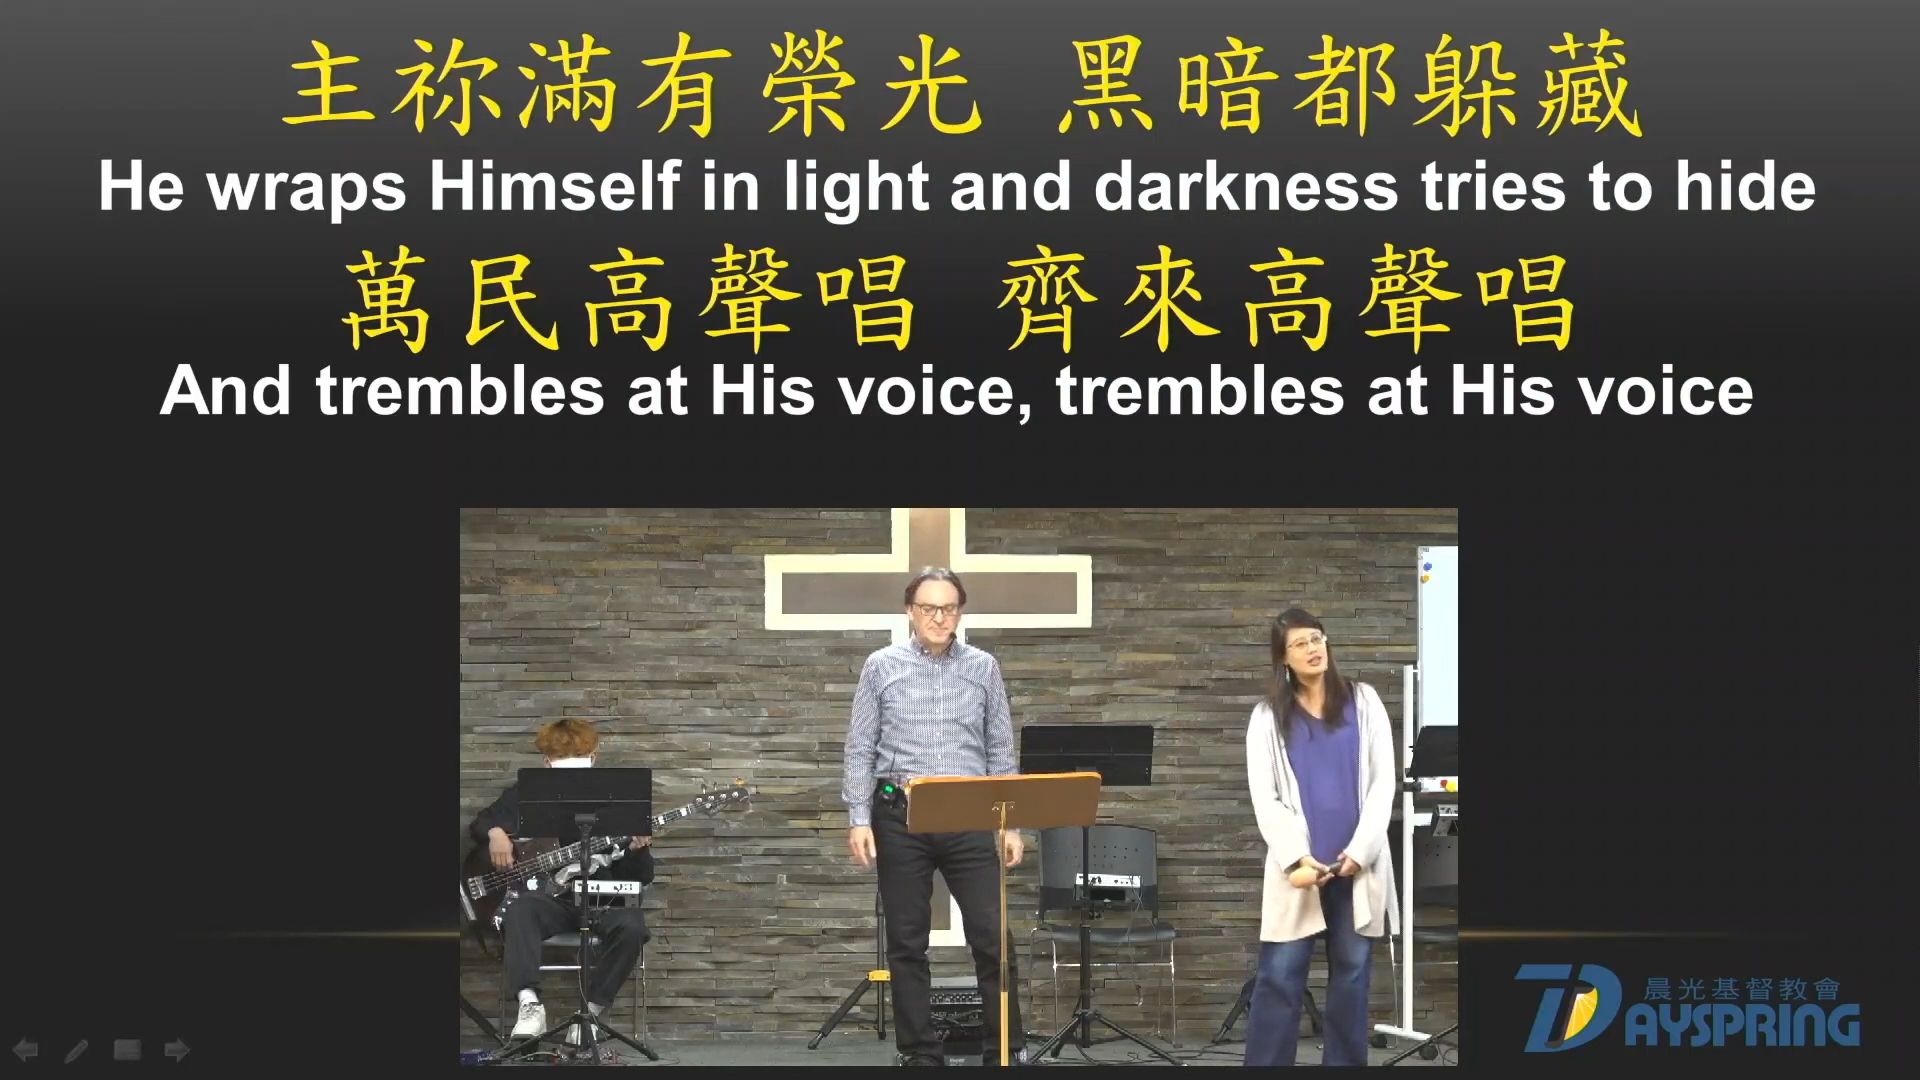 主祢滿有榮光 黑暗都躲藏
He wraps Himself in light and darkness tries to hide
萬民高聲唱 齊來高聲唱
And trembles at His voice, trembles at His voice
晨光基督教會
DAYSPRING